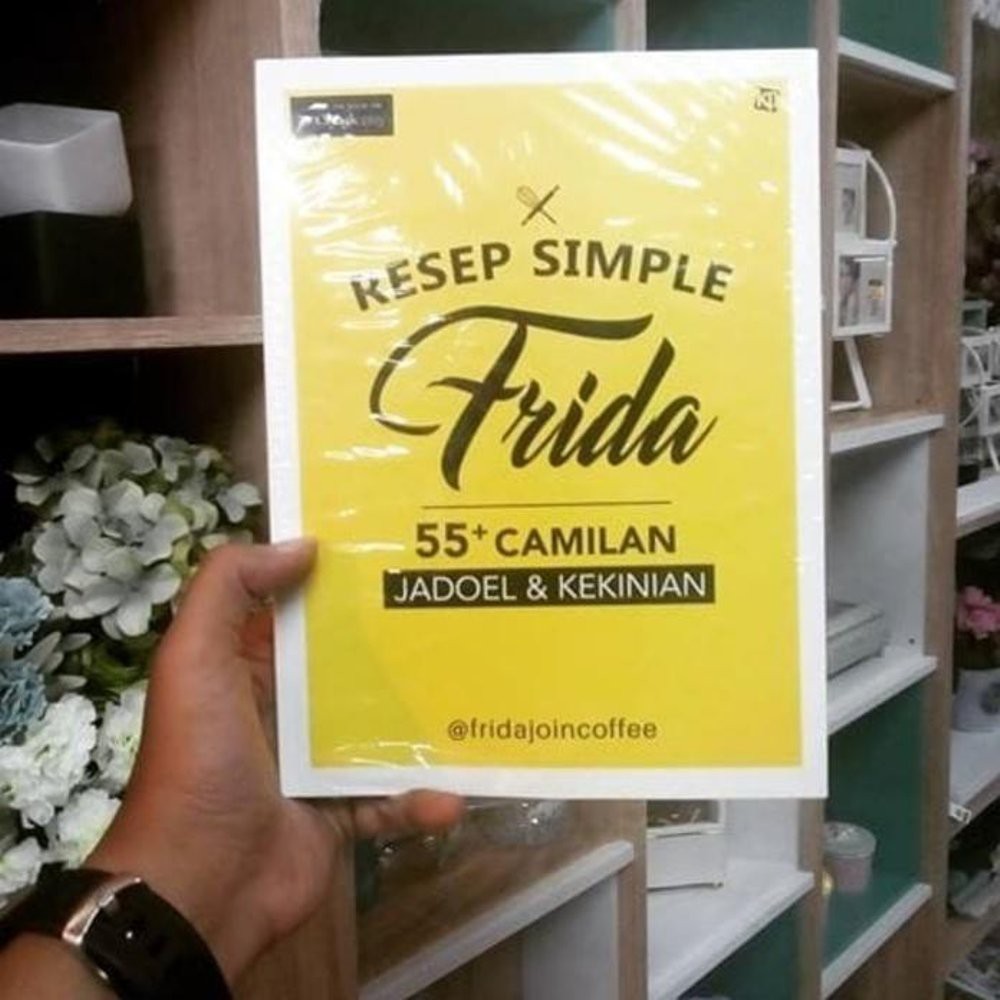 RESEP SIMPLE
Frida
55+ CAMILAN
JADOEL & KEKINIAN
@fridajoincoffee